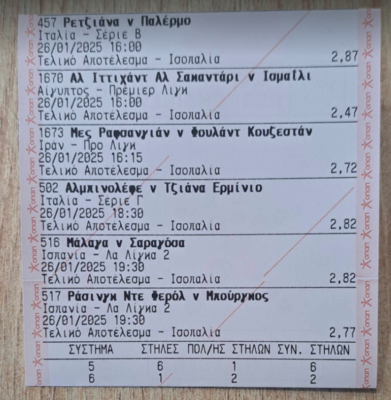 457 Ρετζιάνα v Παλέρμο
Ιταλία - Σέριε Β
26/01/2025 16:00
Τελικό Αποτέλεσμα - Ισοπαλία 2,87
1670 Αλ Ιττιχάντ Αλ Σακαντάρι v Ισμαΐλι
Αίγυπτος - Πρέμιερ Λιγκ
26/01/2025 16:00
Τελικό Αποτέλεσμα - Ισοπαλία 2,47
1673 Μες Ραφσανγιάν v Φουλάντ Κουζεστάν
Ιράν - Προ Λιγκ
26/01/2025 16:15
Τελικό Αποτέλεσμα - Ισοπαλία 2,72
502 Αλμπινολέφε v Τζιάνα Ερμίνιο
Ιταλία - Σέριε Γ
26/01/2025 18:30
Τελικό Αποτέλεσμα - Ισοπαλία 2,82
516 Μάλαγα v Σαραγόσα
Ισπανία - Λα Λίγκα 2
26/01/2025 19:30
Τελικό Αποτέλεσμα - Ισοπαλία 2,82
517 Ράσινγκ Ντε Φερόλ v Μπούργκος
Ισπανία - Λα Λίγκα 2
26/01/2025 19:30
Τελικό Αποτέλεσμα - Ισοπαλία 2,77
ΣΥΣΤΗΜΑ ΣΤΗΛΕΣ ΠΟΛ/ΗΣ ΣΤΗΛΩΝ ΣΥΝ. ΣΤΗΛΩΝ
5 6 1 6
6 1 2 2